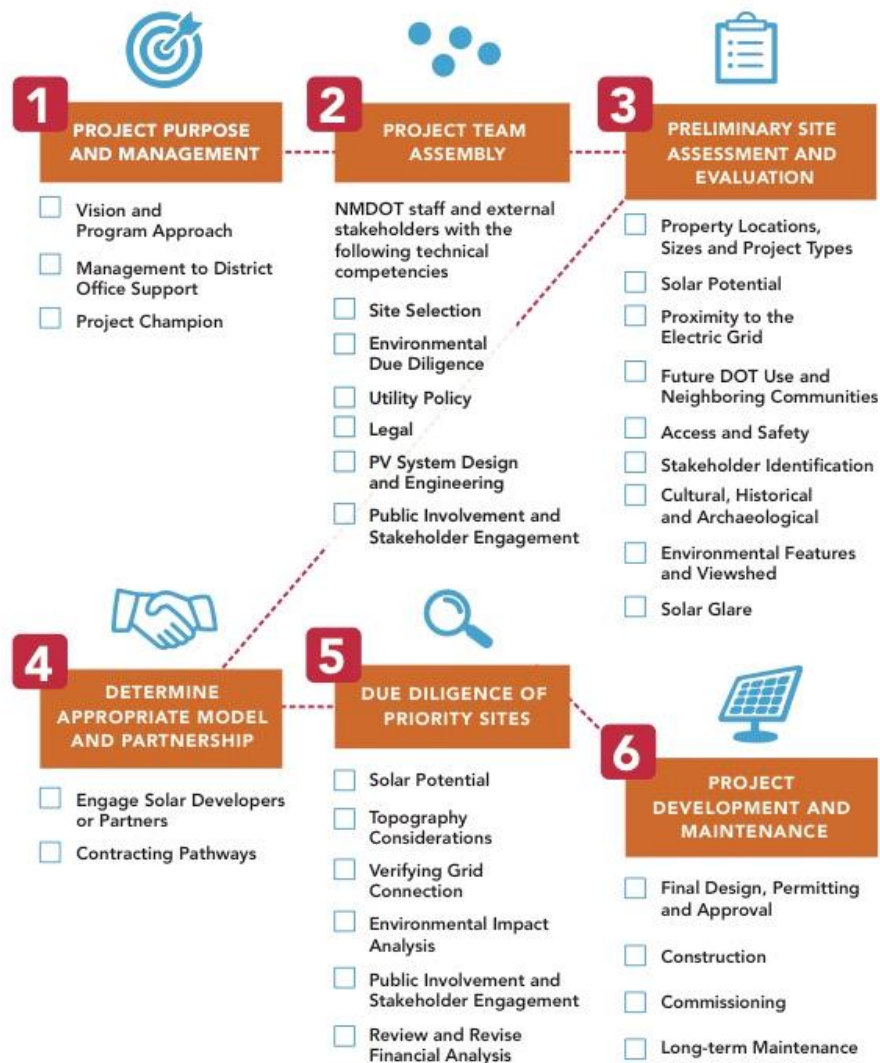 1
PROJECT PURPOSE
AND MANAGEMENT
Vision and
Program Approach
Management to District
Office Support
Project Champion
2
PROJECT TEAM
ASSEMBLY
NMDOT staff and external
stakeholders with the
following technical
competencies
Site Selection
Environmental
Due Diligence
Utility Policy
Legal
PV System Design
and Engineering
Public Involvement and
Stakeholder Engagement
3
PRELIMINARY SITE
ASSESSMENT AND
EVALUATION
Property Locations,
Sizes and Project Types
Solar Potential
Proximity to the
Electric Grid
Future DOT Use and
Neighboring Communities
Access and Safety
Stakeholder Identification
Cultural, Historical
and Archaeological
Environmental Features
and Viewshed
Solar Glare
4
DETERMINE
APPROPRIATE MODEL
AND PARTNERSHIP
Engage Solar Developers
or Partners
Contracting Pathways
5
DUE DILIGENCE OF
PRIORITY SITES
Solar Potential
Topography
Considerations
Verifying Grid
Connection
Environmental Impact
Analysis
Public Involvement and
Stakeholder Engagement
Review and Revise
Financial Analysis
6
PROJECT
DEVELOPMENT AND
MAINTENANCE
Final Design, Permitting
and Approval
Construction
Commissioning
Long-term Maintenance